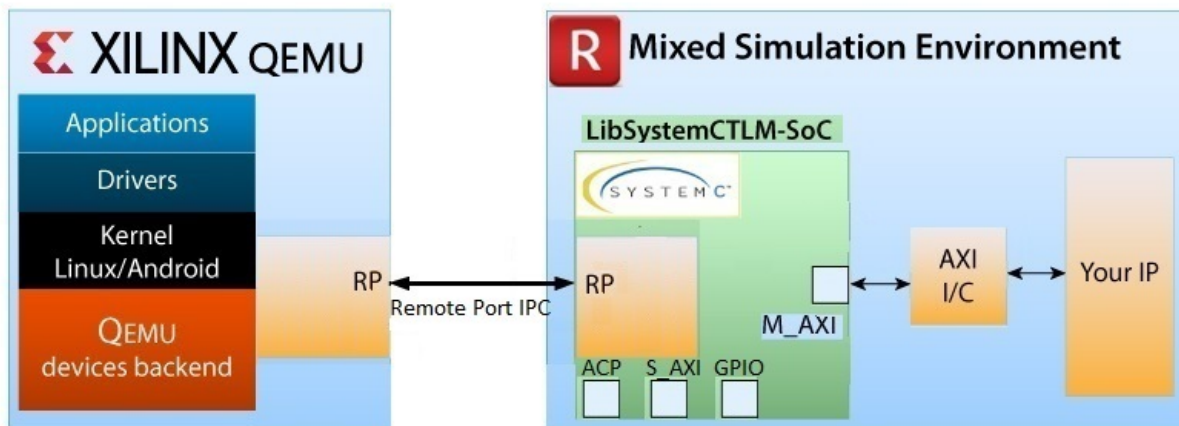 XILINX QEMU
Applications
Drivers
Kernel
Linux/Android
QEMU
devices backend
RP
Remote Port IPC
R Mixed Simulation Environment
LibSystemCTLM-SoC
SYSTEM C™
RP
M_AXI
ACP S_AXI GPIO
AXI
I/C
Your IP